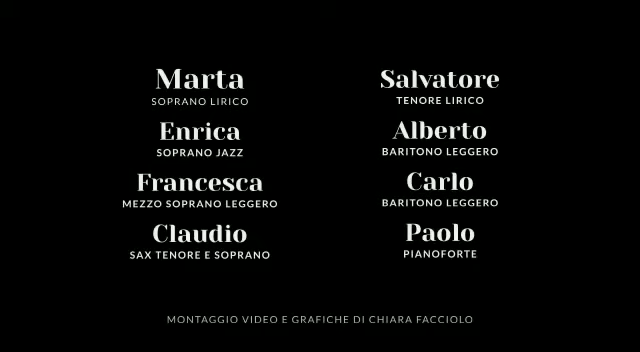 Marta
SOPRANO LIRICO
Enrica
SOPRANO JAZZ
Francesca
MEZZO SOPRANO LEGGERO
Claudio
SAX TENORE E SOPRANO
Salvatore
TENORE LIRICO
Alberto
BARITONO LEGGERO
Carlo
BARITONO LEGGERO
Paolo
PIANOFORTE
MONTAGGIO VIDEO E GRAFICHE DI CHIARA FACCIOLO